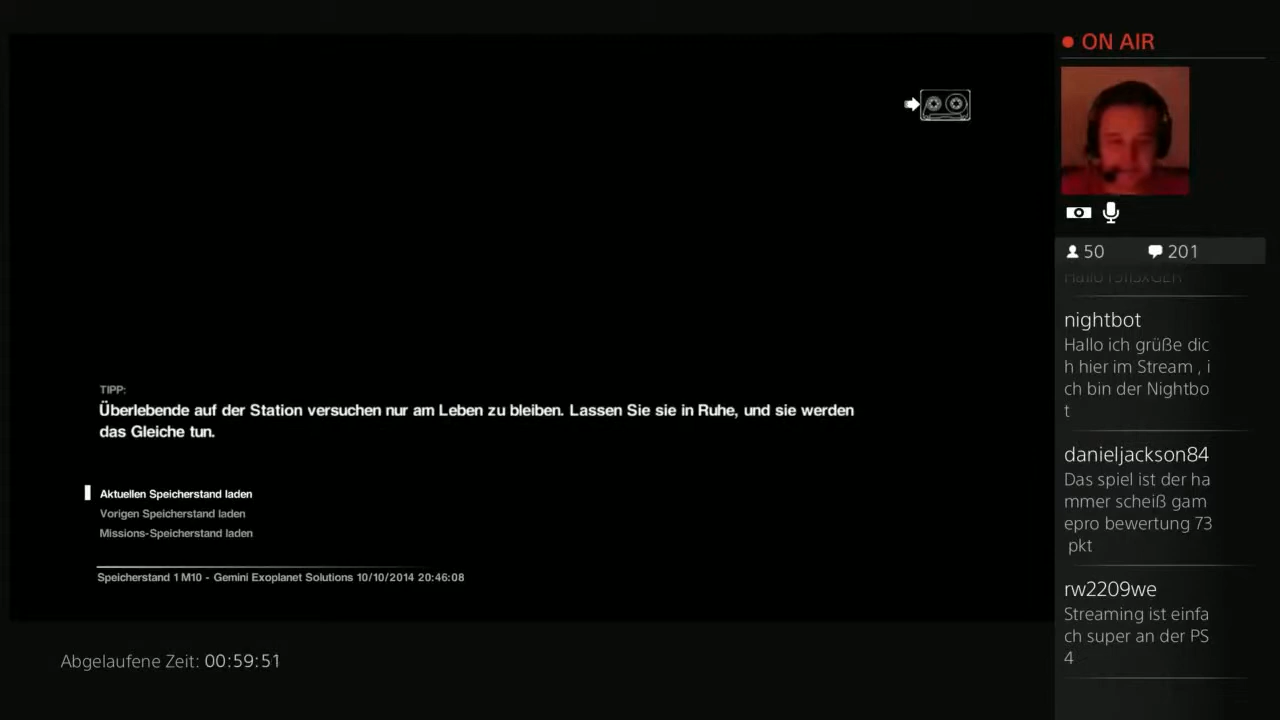 ON AIR
50 201
nightbot
Hallo ich grüße dic
h hier im Stream , i
ch bin der Nightbo
t
danieljackson84
Das spiel ist der ha
mmer scheiß gam
epro bewertung 73
pkt
rw2209we
Streaming ist einfa
ch super an der PS
4
TIPP:
Überlebende auf der Station versuchen nur am Leben zu bleiben. Lassen Sie sie in Ruhe, und sie werden
das Gleiche tun.
Aktuellen Speicherstand laden
Vorigen Speicherstand laden
Missions-Speicherstand laden
Speicherstand 1 M10 - Gemini Exoplanet Solutions 10/10/2014 20:46:08
Abgelaufene Zeit: 00:59:51